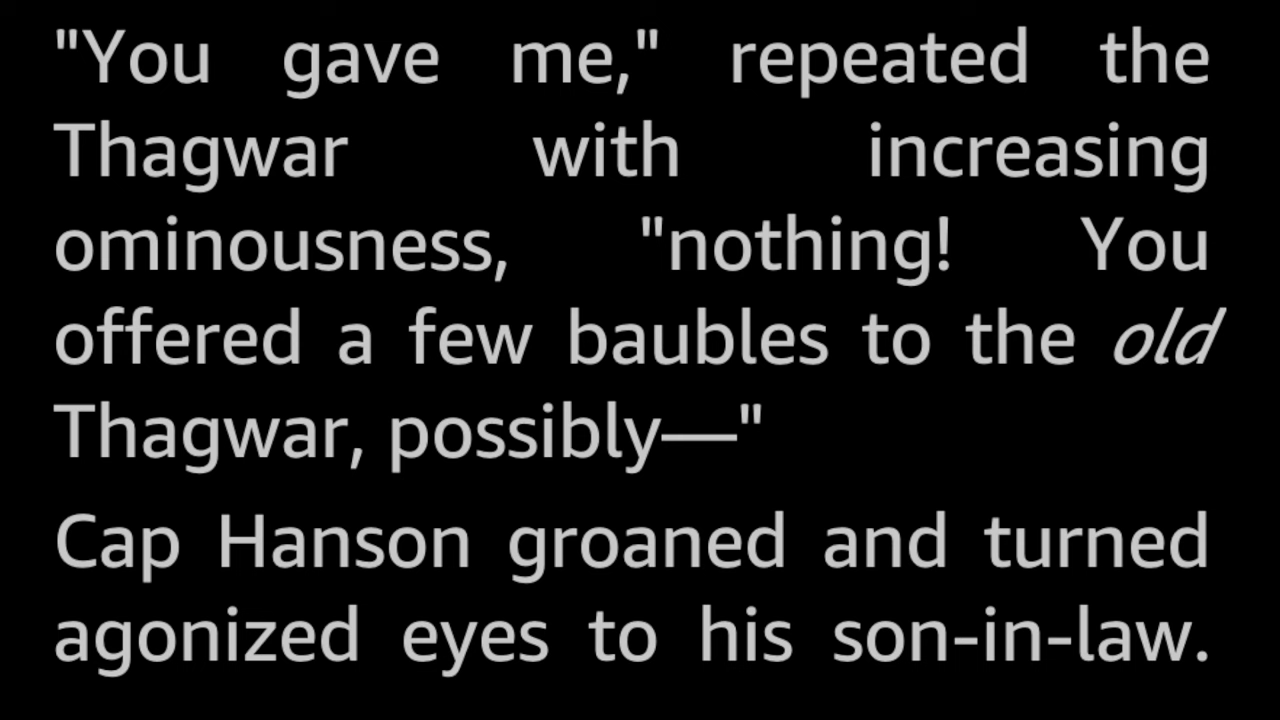 "You gave me," repeated the
Thagwar with increasing
ominousness, "nothing! You
offered a few baubles to the old
Thagwar, possibly—"
Cap Hanson groaned and turned
agonized eyes to his son-in-law.